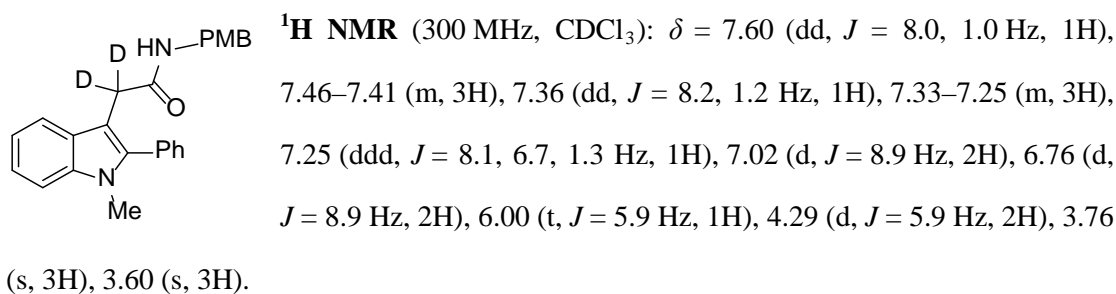 HN PMB
D D
O
Ph
N
Me
¹H NMR (300 MHz, CDCl₃): δ = 7.60 (dd, J = 8.0, 1.0 Hz, 1H),
7.46–7.41 (m, 3H), 7.36 (dd, J = 8.2, 1.2 Hz, 1H), 7.33–7.25 (m, 3H),
7.25 (ddd, J = 8.1, 6.7, 1.3 Hz, 1H), 7.02 (d, J = 8.9 Hz, 2H), 6.76 (d,
J = 8.9 Hz, 2H), 6.00 (t, J = 5.9 Hz, 1H), 4.29 (d, J = 5.9 Hz, 2H), 3.76
(s, 3H), 3.60 (s, 3H).